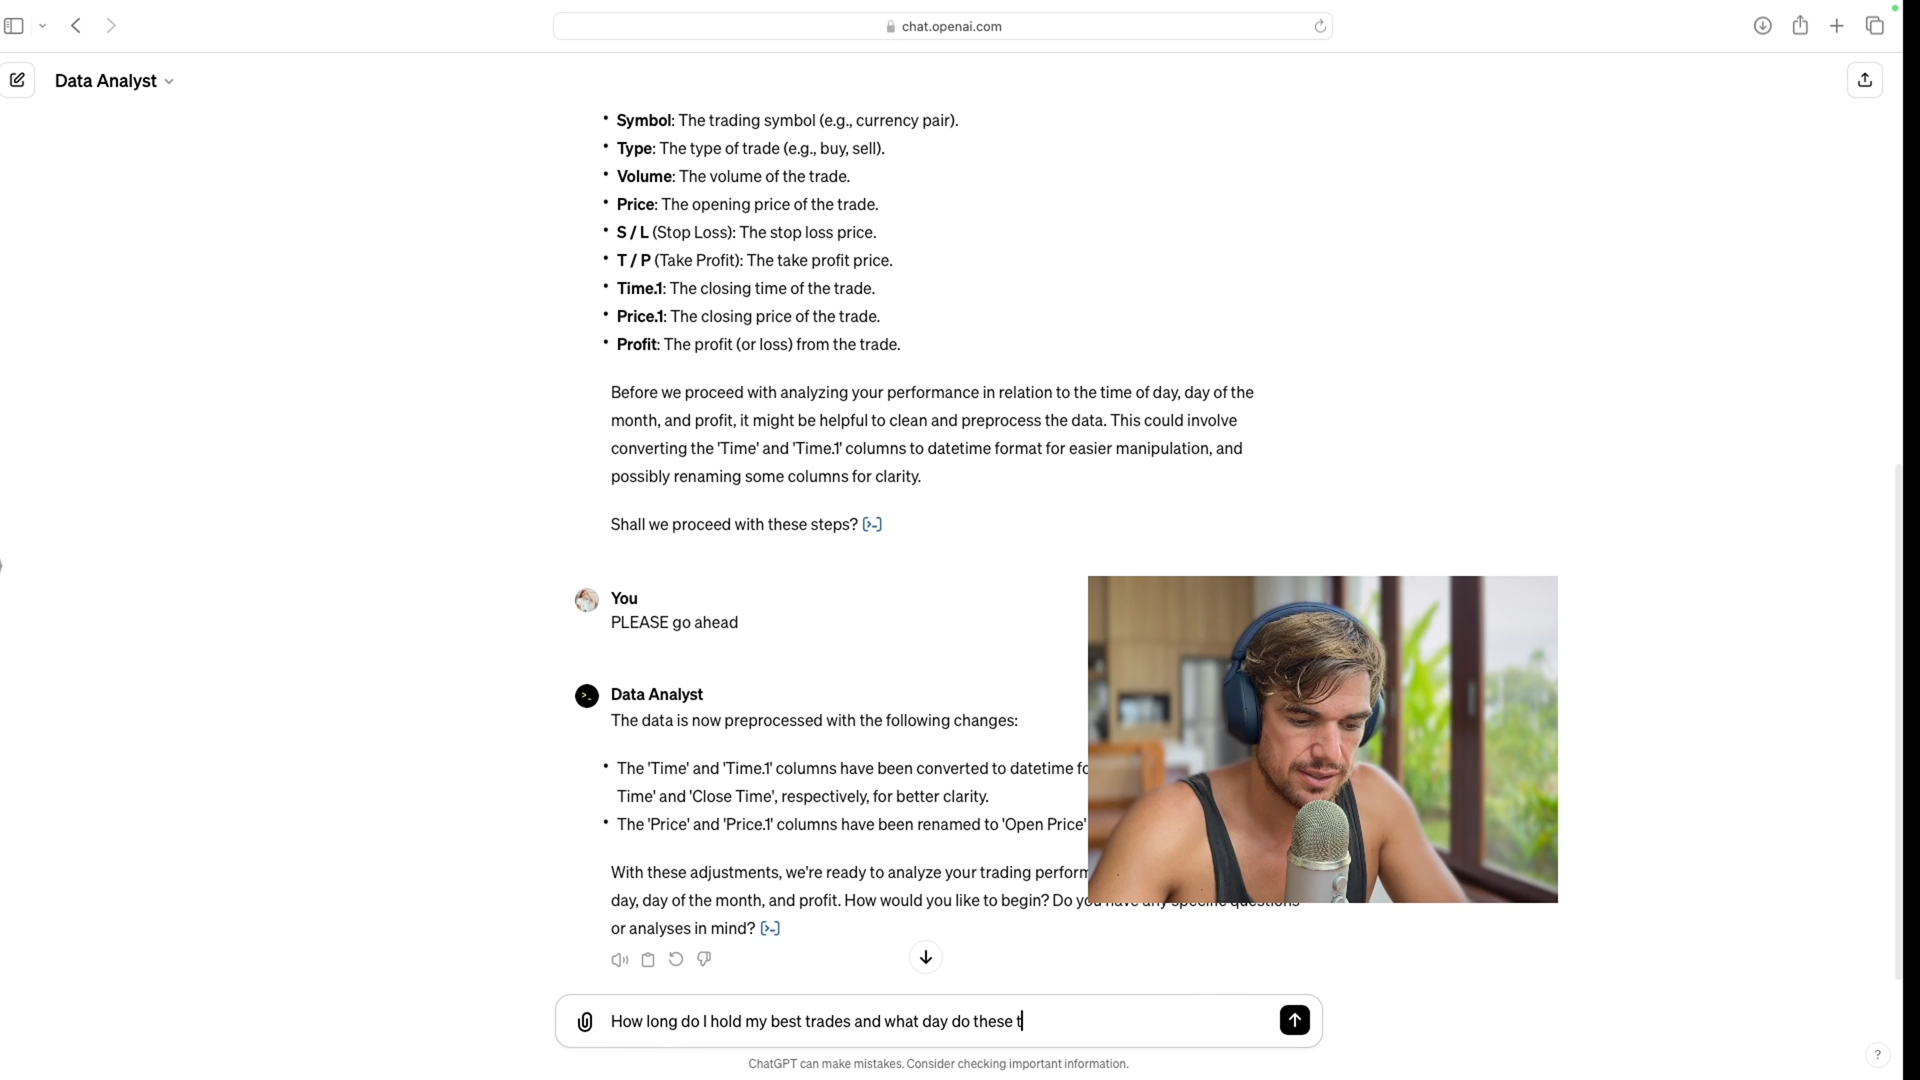 chat.openai.com
Data Analyst
• Symbol: The trading symbol (e.g., currency pair).
• Type: The type of trade (e.g., buy, sell).
• Volume: The volume of the trade.
• Price: The opening price of the trade.
• S / L (Stop Loss): The stop loss price.
• T / P (Take Profit): The take profit price.
• Time.1: The closing time of the trade.
• Price.1: The closing price of the trade.
• Profit: The profit (or loss) from the trade.
Before we proceed with analyzing your performance in relation to the time of day, day of the
month, and profit, it might be helpful to clean and preprocess the data. This could involve
converting the 'Time' and 'Time.1' columns to datetime format for easier manipulation, and
possibly renaming some columns for clarity.
Shall we proceed with these steps? [>-]
You
PLEASE go ahead
Data Analyst
The data is now preprocessed with the following changes:
• The 'Time' and 'Time.1' columns have been converted to datetime fo
Time' and 'Close Time', respectively, for better clarity.
• The 'Price' and 'Price.1' columns have been renamed to 'Open Price'
With these adjustments, we're ready to analyze your trading perform
day, day of the month, and profit. How would you like to begin? Do you have any specific questions
or analyses in mind? [>-]
How long do I hold my best trades and what day do these t
ChatGPT can make mistakes. Consider checking important information.
?